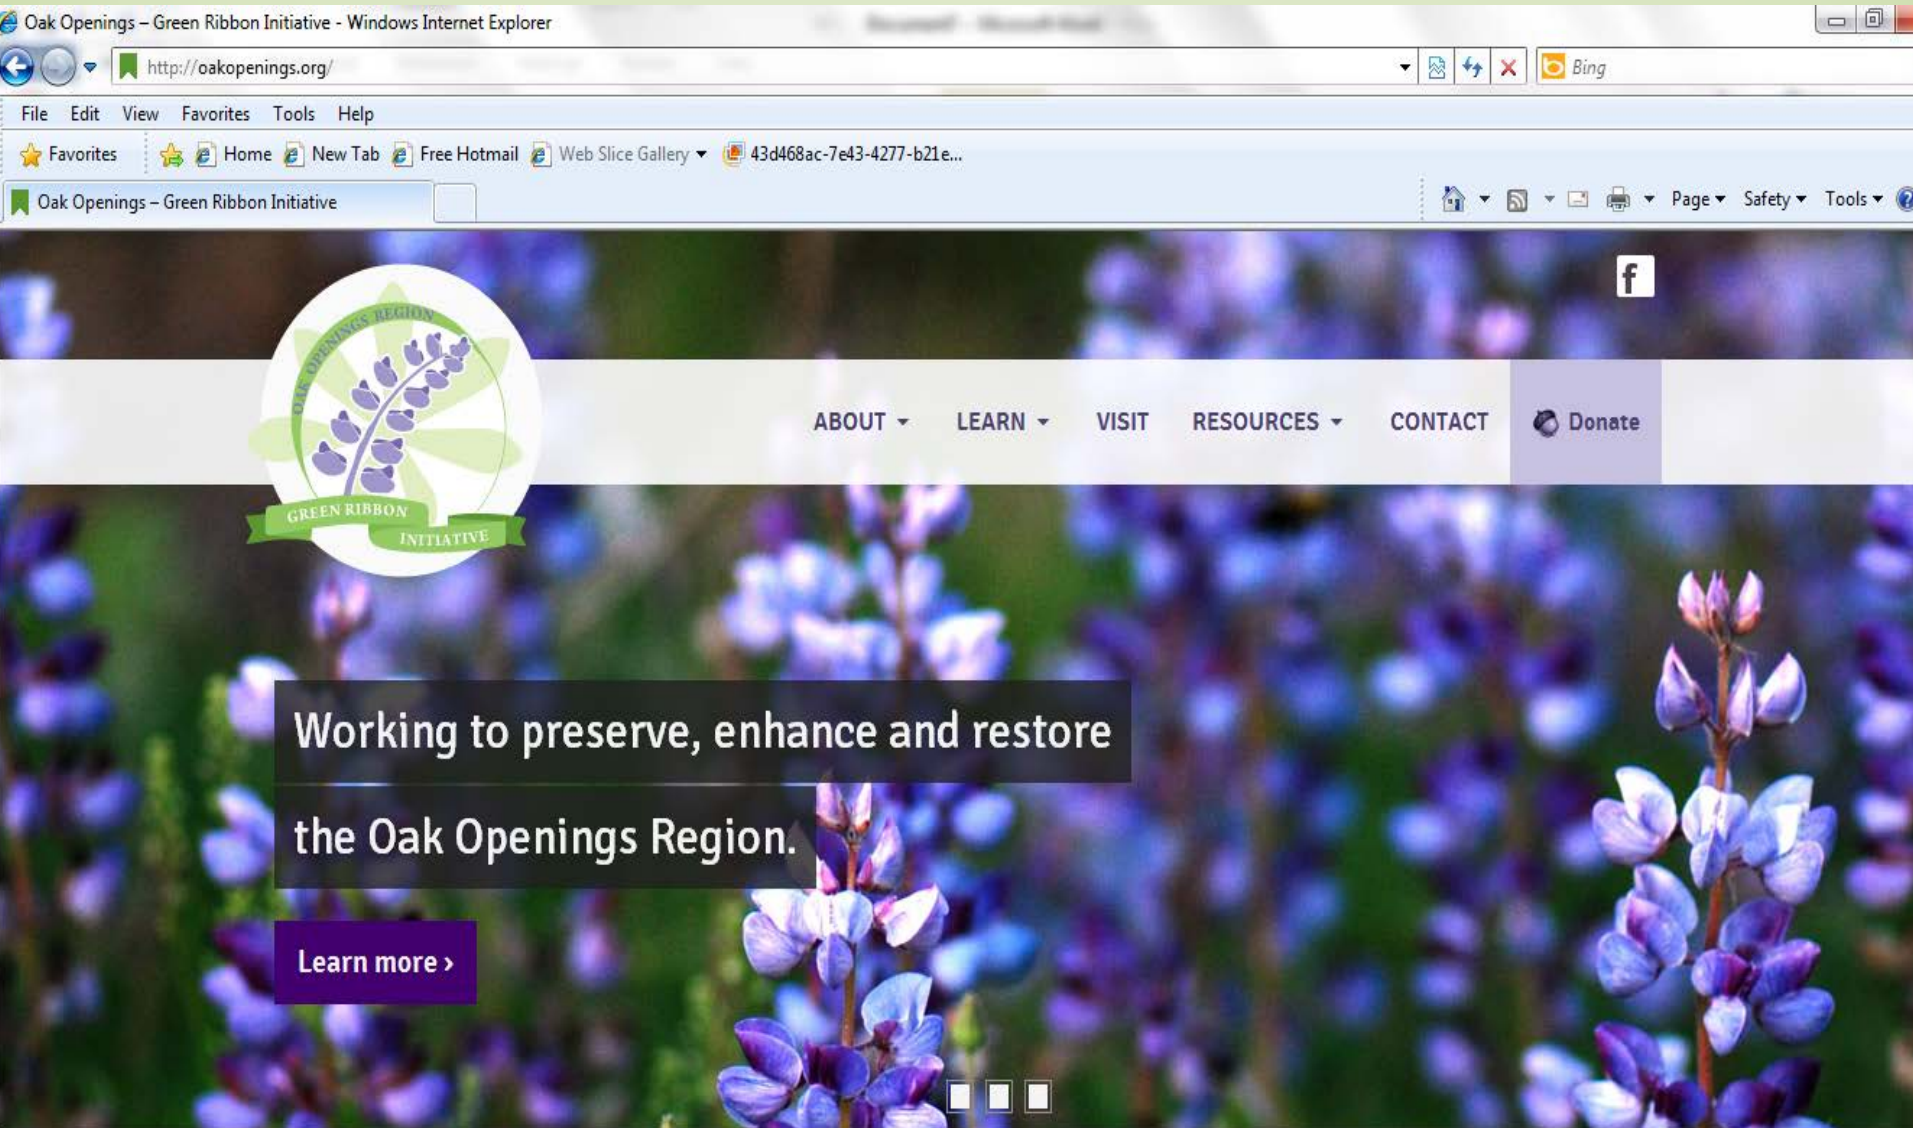 Oak Openings – Green Ribbon Initiative - Windows Internet Explorer
http://oakopenings.org/
Bing
File Edit View Favorites Tools Help
Favorites Home New Tab Free Hotmail Web Slice Gallery 43d468ac-7e43-4277-b21e...
Oak Openings – Green Ribbon Initiative
Page Safety Tools
f
OAK OPENINGS REGION
GREEN RIBBON
INITIATIVE
ABOUT LEARN VISIT RESOURCES CONTACT Donate
Working to preserve, enhance and restore
the Oak Openings Region.
Learn more ›